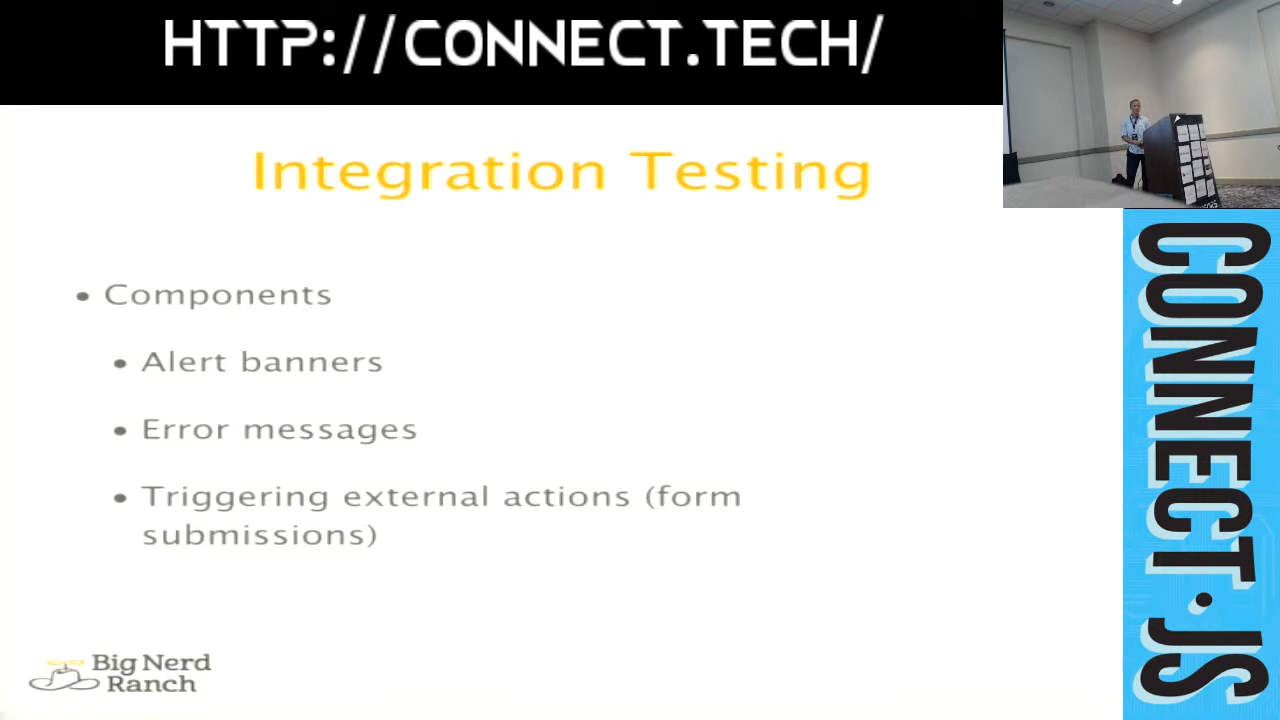 HTTP://CONNECT.TECH/
Integration Testing
• Components
• Alert banners
• Error messages
• Triggering external actions (form
submissions)
Big Nerd
Ranch
CONNECT.JS